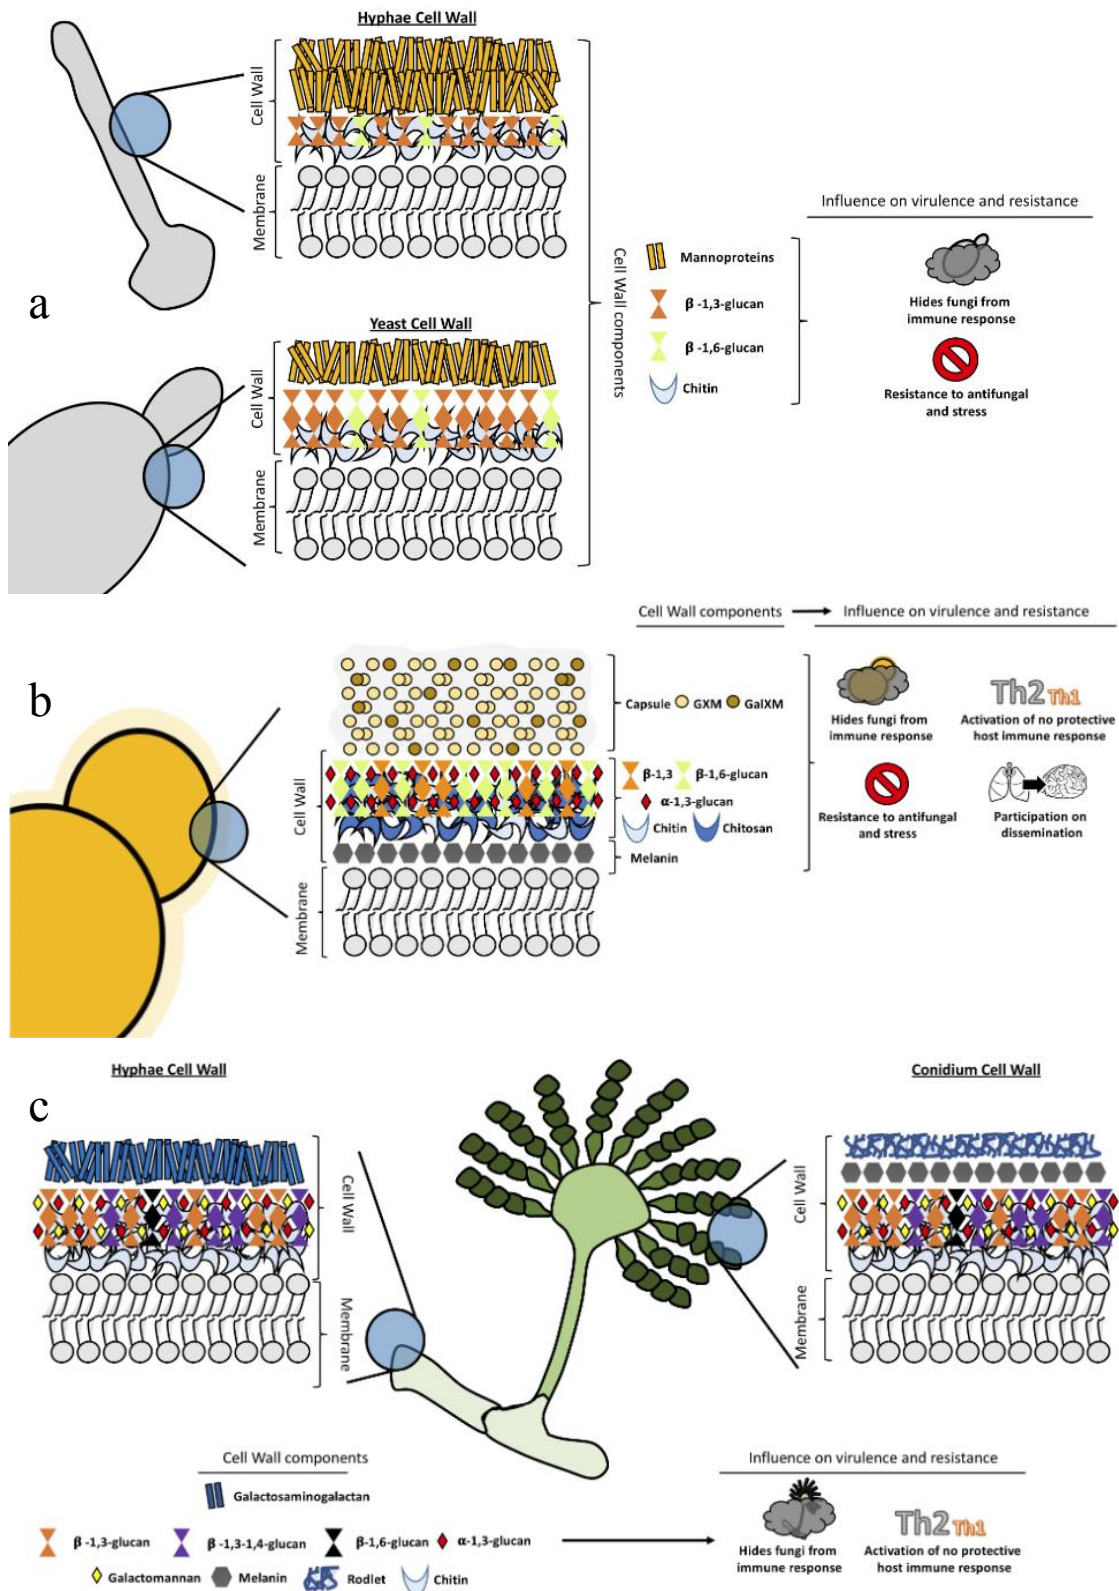 Hyphae Cell Wall
Cell Wall
Membrane
a
Yeast Cell Wall
Cell Wall
Membrane
Cell Wall components
Mannoproteins
β -1,3-glucan
β -1,6-glucan
Chitin
Influence on virulence and resistance
Hides fungi from
immune response
Resistance to antifungal
and stress
b
Cell Wall components
Influence on virulence and resistance
Cell Wall
Membrane
Capsule GXM GalXM
β-1,3 β-1,6-glucan
α-1,3-glucan
Chitin Chitosan
Melanin
Hides fungi from
immune response
Th2 Th1
Activation of no protective
host immune response
Resistance to antifungal
and stress
Participation on
dissemination
Hyphae Cell Wall
Conidium Cell Wall
c
Cell Wall
Membrane
Cell Wall
Membrane
Cell Wall components
Galactosaminogalactan
β -1,3-glucan β -1,3-1,4-glucan β-1,6-glucan α-1,3-glucan
Galactomannan Melanin Rodlet Chitin
Influence on virulence and resistance
Hides fungi from
immune response
Th2 Th1
Activation of no protective
host immune response